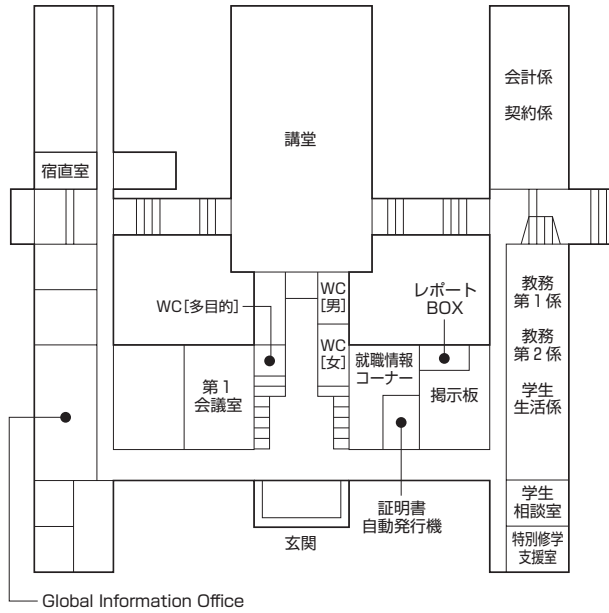 会計係
契約係
講堂
宿直室
WC[多目的]
WC
[男]
WC
[女]
レポート
BOX
教務
第1係
教務
第2係
学生
生活係
第1
会議室
就職情報
コーナー
掲示板
証明書
自動発行機
玄関
学生
相談室
特別修学
支援室
Global Information Office